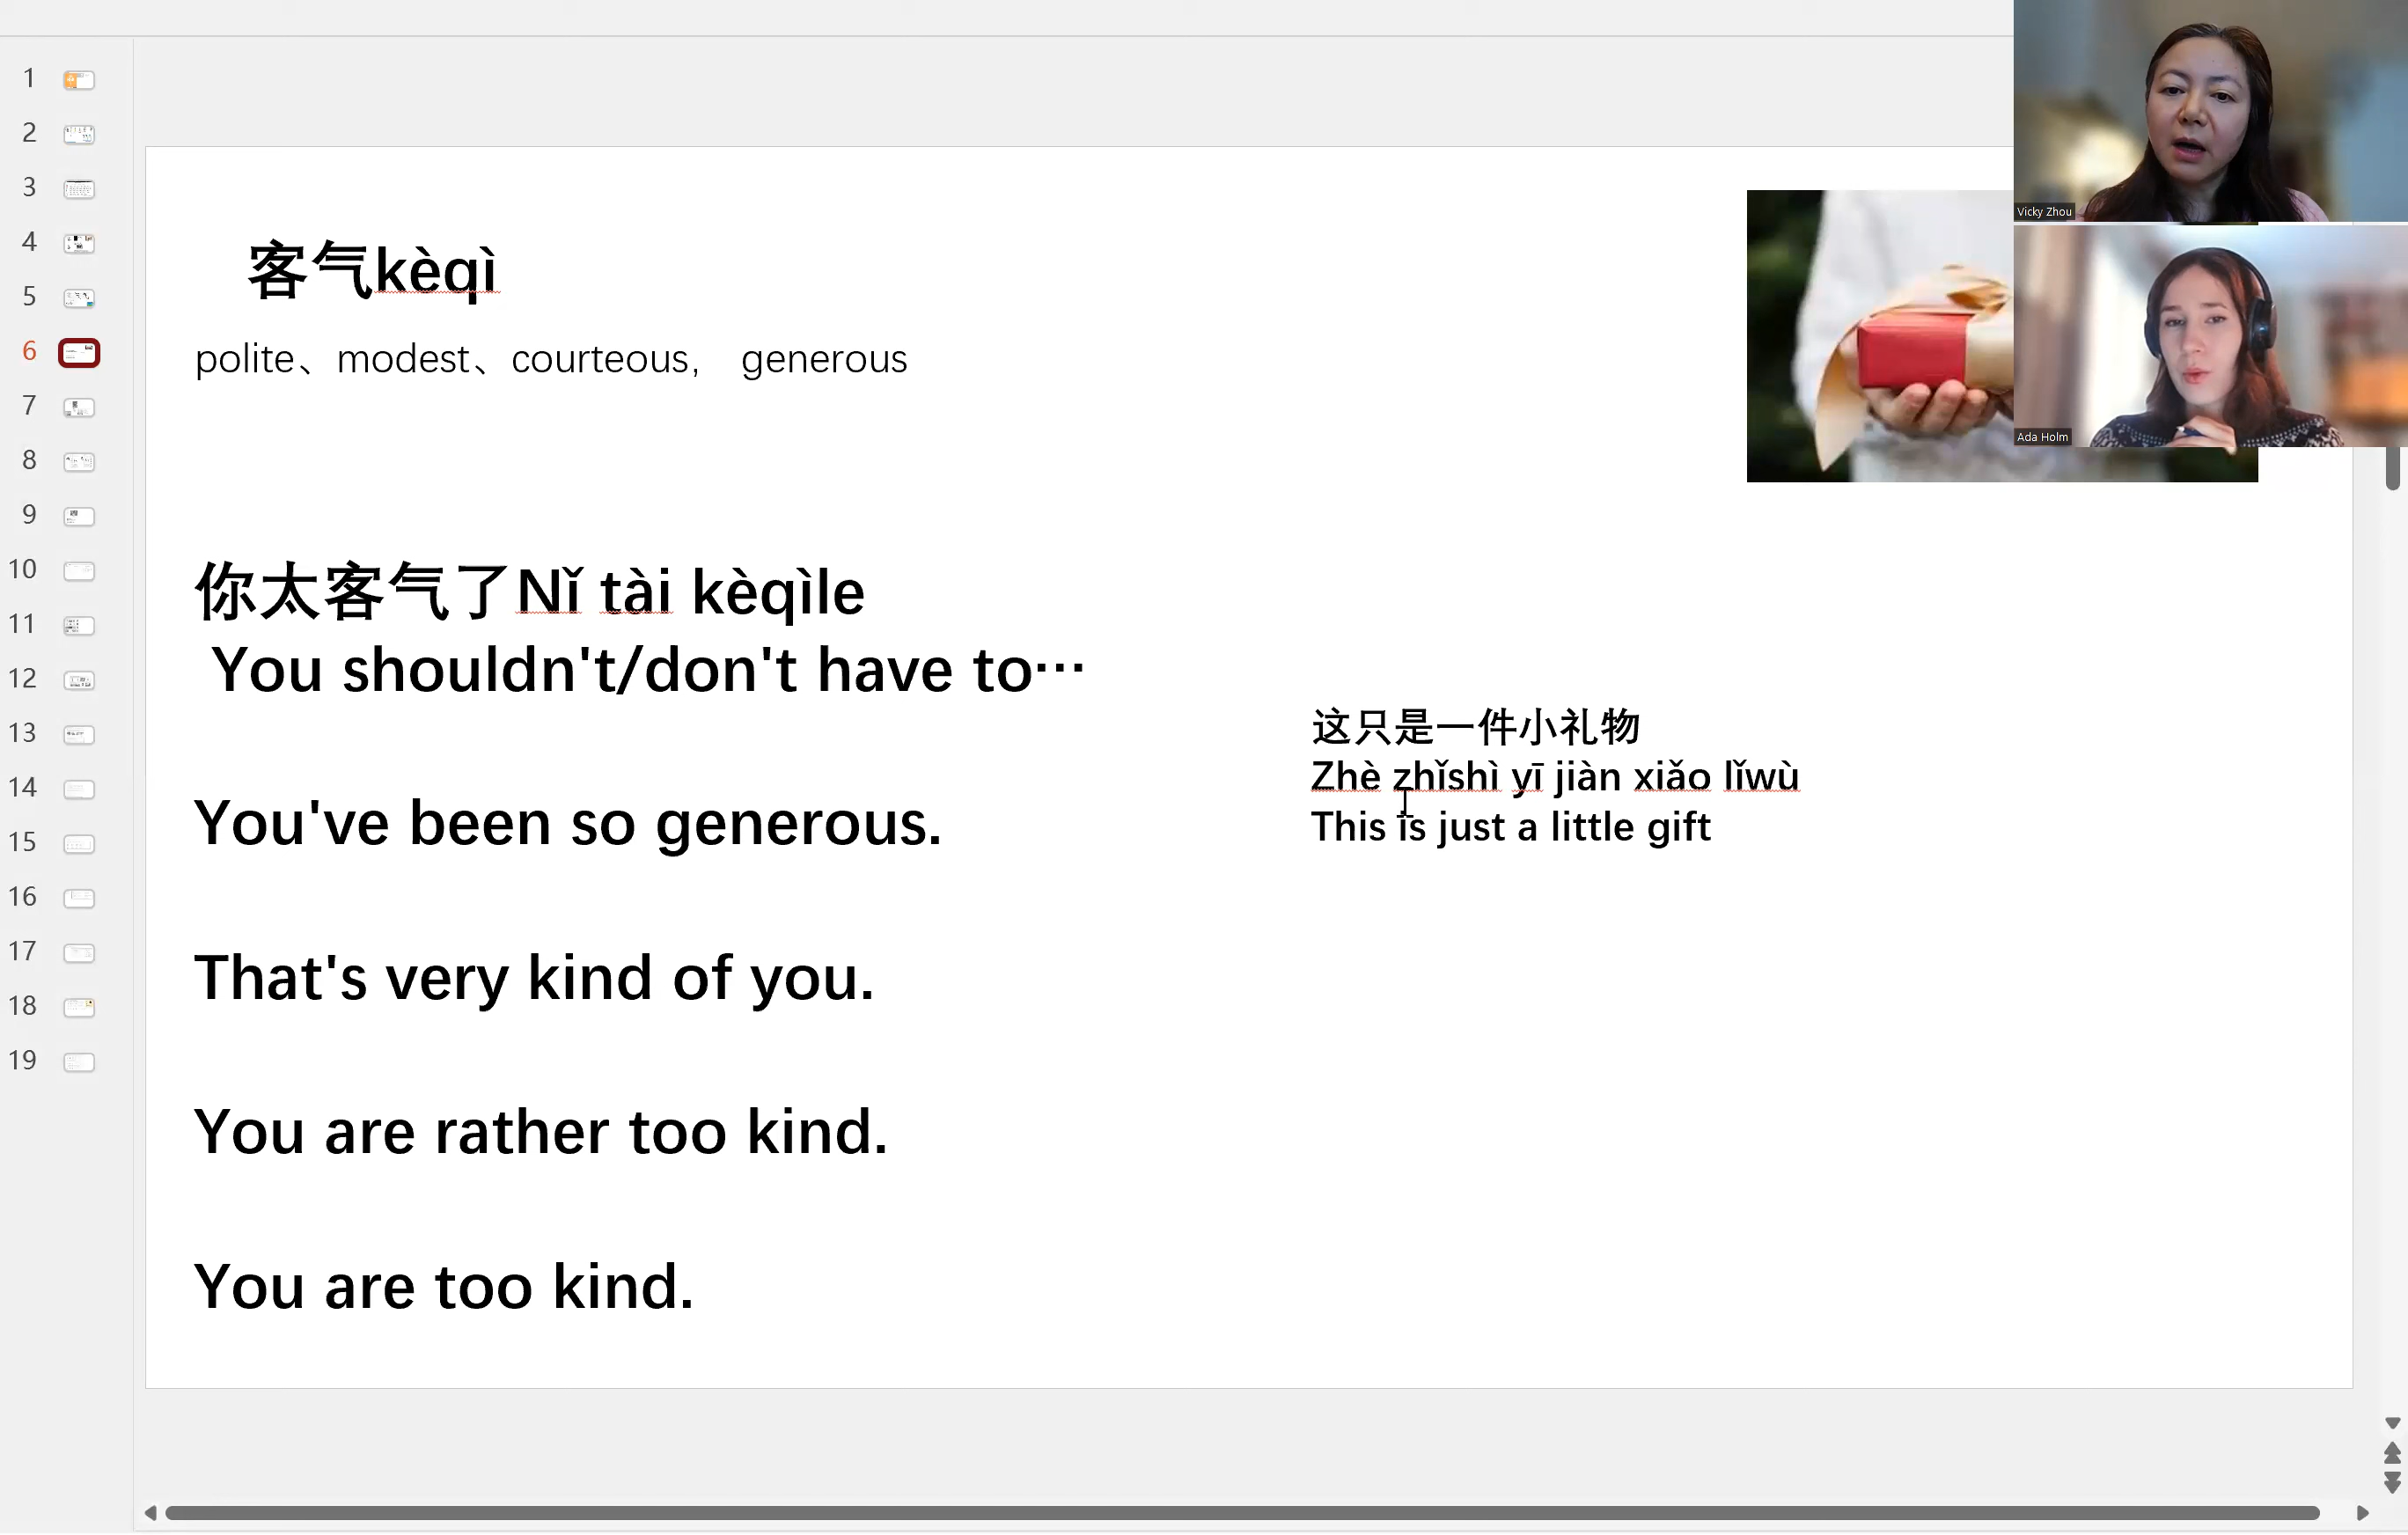 1
2
3
4
5
6
7
8
9
10
11
12
13
14
15
16
17
18
19
客气kèqì
polite、modest、courteous, generous
你太客气了Nǐ tài kèqìle
You shouldn't/don't have to…
You've been so generous.
That's very kind of you.
You are rather too kind.
You are too kind.
这只是一件小礼物
Zhè zhǐshì yī jiàn xiǎo lǐwù
This is just a little gift
Vicky Zhou
Ada Holm